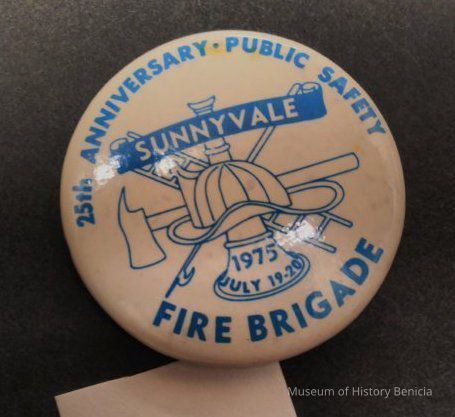 25th ANNIVERSARY · PUBLIC SAFETY
SUNNYVALE
1975
JULY 19-20
FIRE BRIGADE
Museum of History Benicia